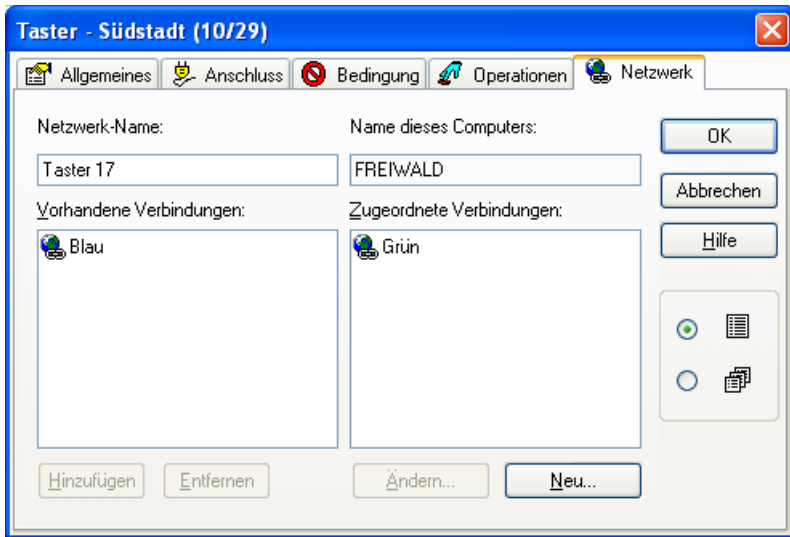 Taster - Südstadt (10/29)
Allgemeines Anschluss Bedingung Operationen Netzwerk
Netzwerk-Name: Name dieses Computers:
Taster 17 FREIWALD
Vorhandene Verbindungen: Zugeordnete Verbindungen:
Blau Grün
OK
Abbrechen
Hilfe
Hinzufügen Entfernen Ändern... Neu...